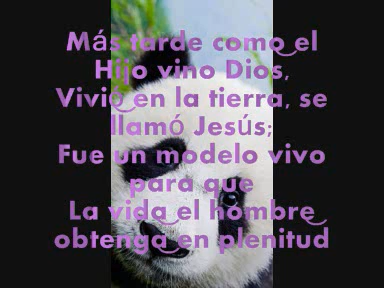 Más tarde como el
Hijo vino Dios,
Vivió en la tierra, se
llamó Jesús;
Fue un modelo vivo
para que
La vida el hombre
obtenga en plenitud